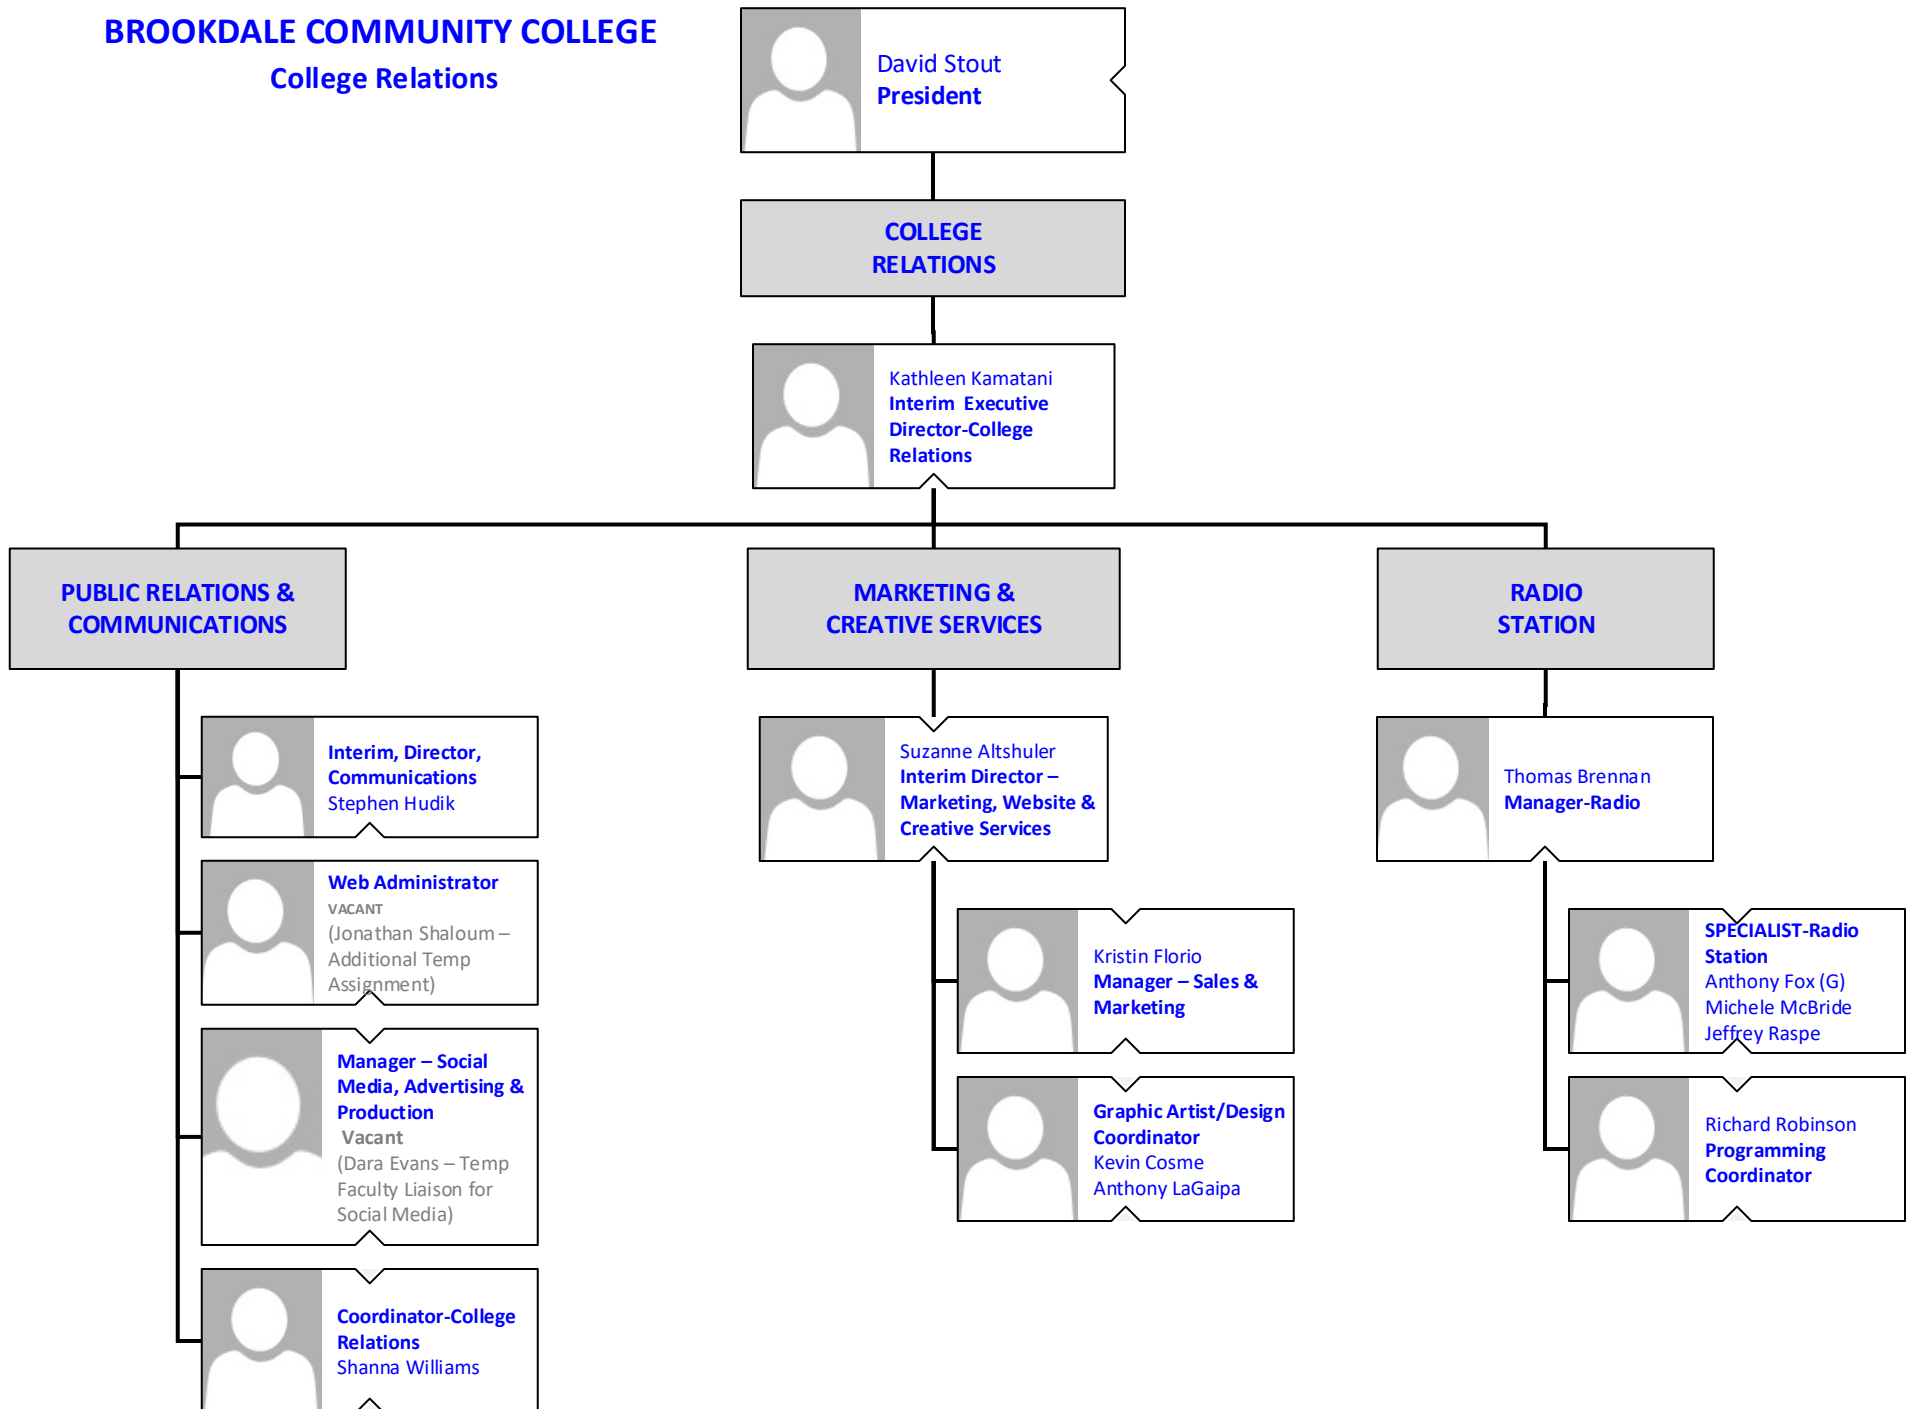 BROOKDALE COMMUNITY COLLEGE
College Relations
David Stout
President
COLLEGE
RELATIONS
Kathleen Kamatani
Interim  Executive
Director-College
Relations
PUBLIC RELATIONS &
COMMUNICATIONS
MARKETING &
CREATIVE SERVICES
RADIO
STATION
Interim, Director,
Communications
Stephen Hudik
Web Administrator
VACANT
(Jonathan Shaloum –
Additional Temp
Assignment)
Manager – Social
Media, Advertising &
Production
Vacant
(Dara Evans – Temp
Faculty Liaison for
Social Media)
Coordinator-College
Relations
Shanna Williams
Suzanne Altshuler
Interim Director –
Marketing, Website &
Creative Services
Kristin Florio
Manager – Sales &
Marketing
Graphic Artist/Design
Coordinator
Kevin Cosme
Anthony LaGaipa
Thomas Brennan
Manager-Radio
SPECIALIST-Radio
Station
Anthony Fox (G)
Michele McBride
Jeffrey Raspe
Richard Robinson
Programming
Coordinator